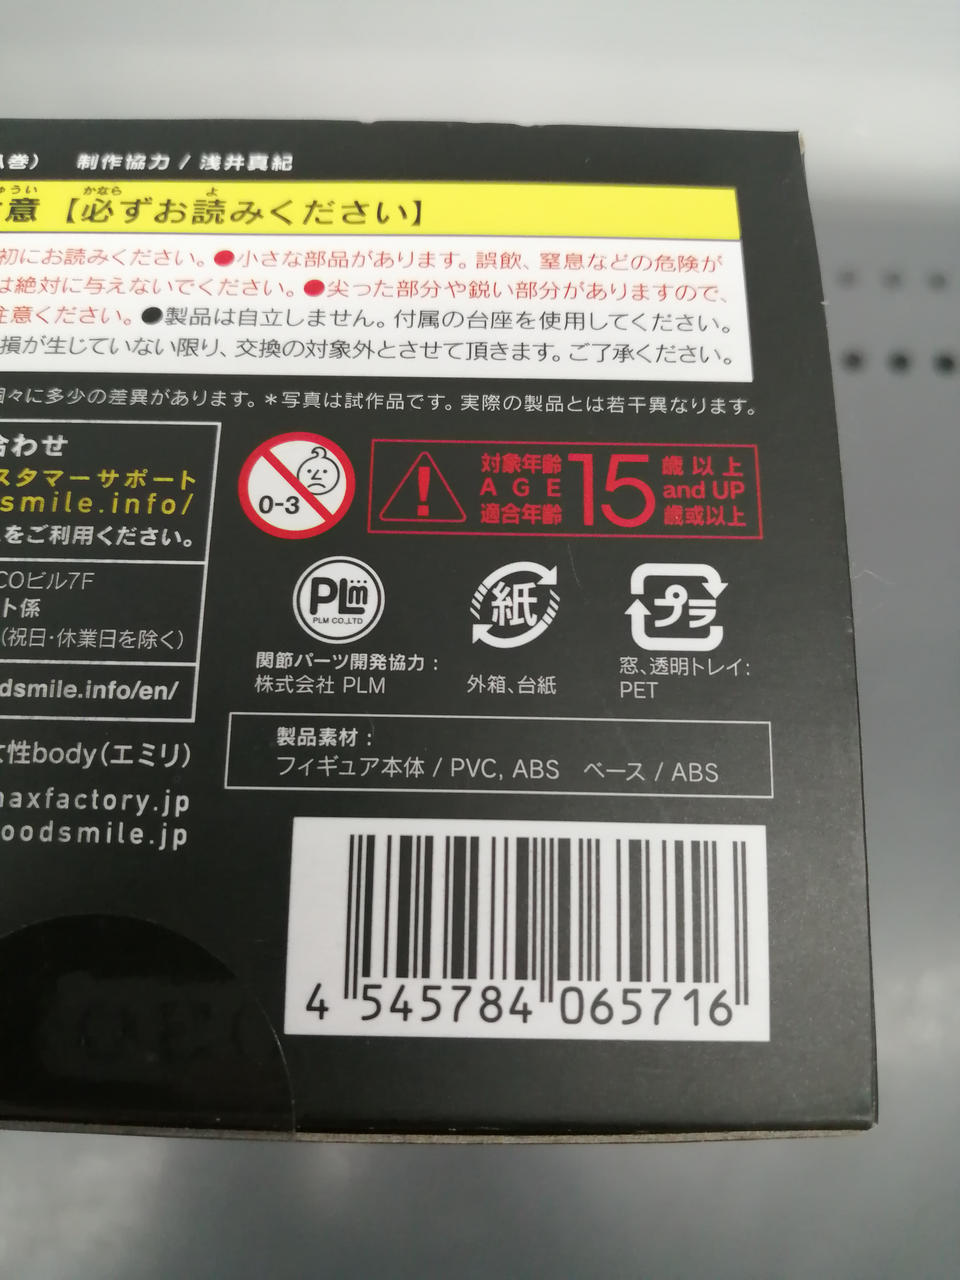 巻) 制作協力 / 浅井真紀
意【必ずお読みください】
うい かなら よ
初にお読みください。●小さな部品があります。誤飲、窒息などの危険が
は絶対に与えないでください。●尖った部分や鋭い部分がありますので、
注意ください。●製品は自立しません。付属の台座を使用してください。
損が生じていない限り、交換の対象外とさせて頂きます。ご了承ください。
個々に多少の差異があります。*写真は試作品です。実際の製品とは若干異なります。
合わせ
スタマーサポート
smile.info/
をご利用ください。
COビル7F
ト係
(祝日・休業日を除く)
dsmile.info/en/
女性body(エミリ)
maxfactory.jp
oodsmile.jp
0-3
対象年齢 15 歳以上
AGE and UP
適合年齢 歳或以上
PLM
PLM CO.,LTD
関節パーツ開発協力:
株式会社 PLM
紙
外箱、台紙
プラ
窓、透明トレイ:
PET
製品素材:
フィギュア本体 / PVC, ABS ベース / ABS
4 545784 065716